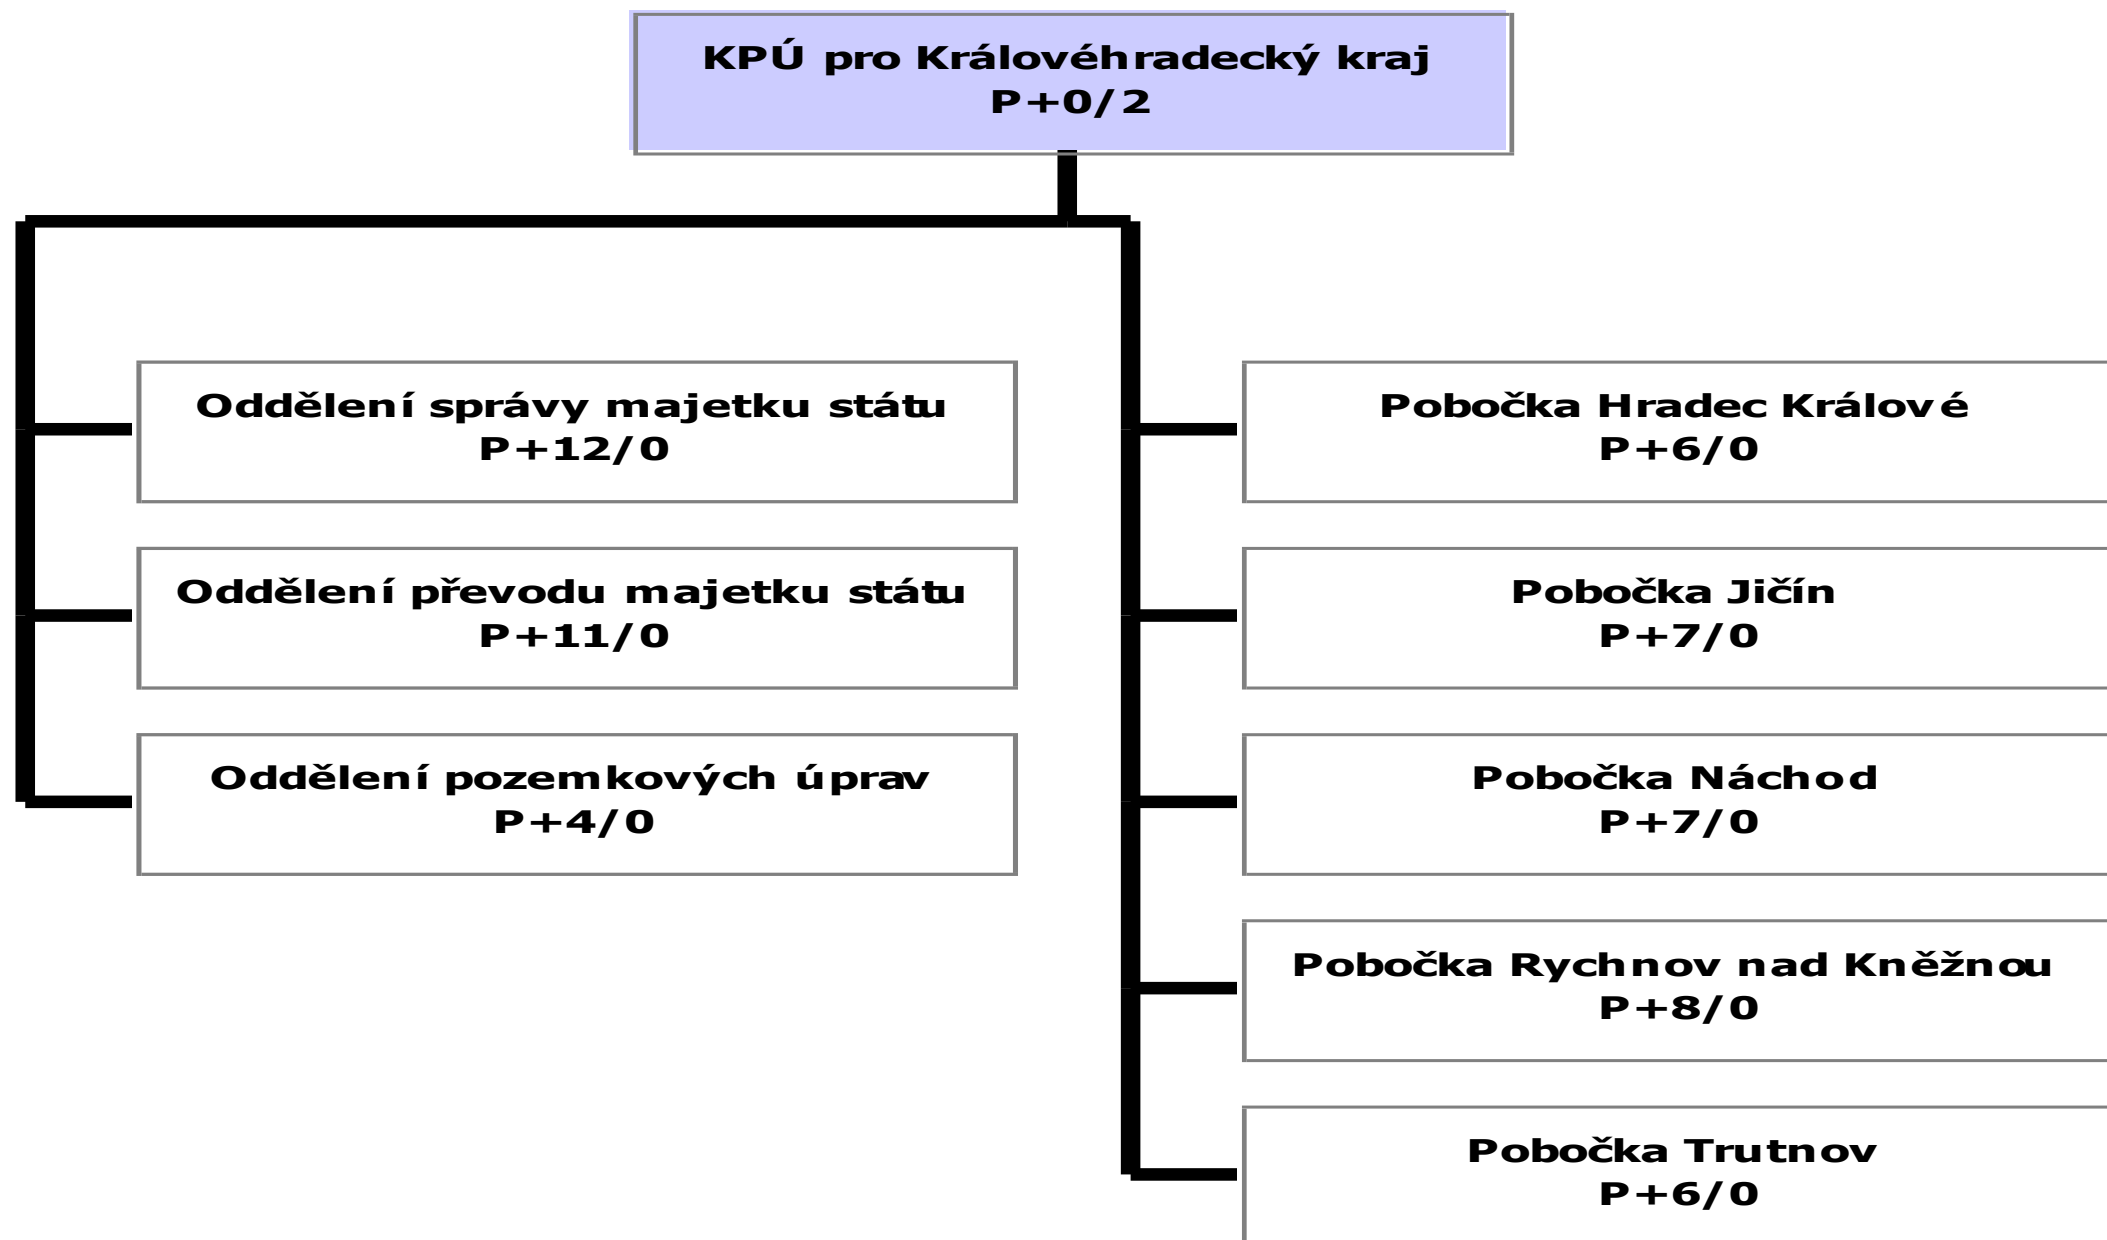 KPÚ pro Královéhradecký kraj
P+0/2
Oddělení správy majetku státu
P+12/0
Oddělení převodu majetku státu
P+11/0
Oddělení pozemkových úprav
P+4/0
Pobočka Hradec Králové
P+6/0
Pobočka Jičín
P+7/0
Pobočka Náchod
P+7/0
Pobočka Rychnov nad Kněžnou
P+8/0
Pobočka Trutnov
P+6/0